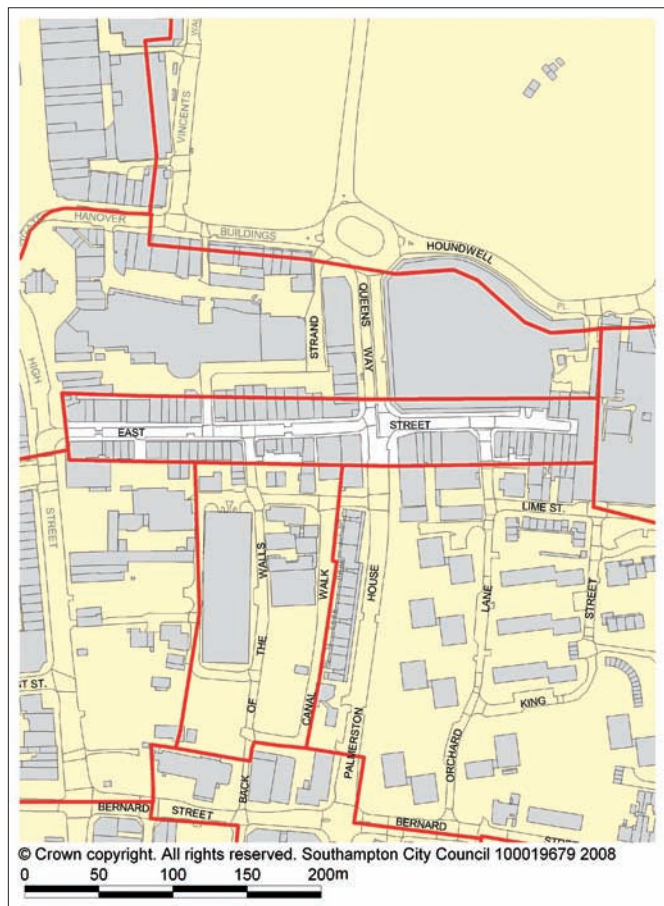 VINCENTS
HANOVER
BUILDINGS
HOUNDWELL
PL
HIGH
STRAND
QUEENS
WAY
EAST
STREET
STREET
LIME ST.
THE
WALLS
WALK
HOUSE
LANE
STREET
ST ST.
KING
OF
CANAL
PALMERSTON
ORCHARD
BACK
BERNARD
STREET
BERNARD
© Crown copyright. All rights reserved. Southampton City Council 100019679 2008
0 50 100 150 200m